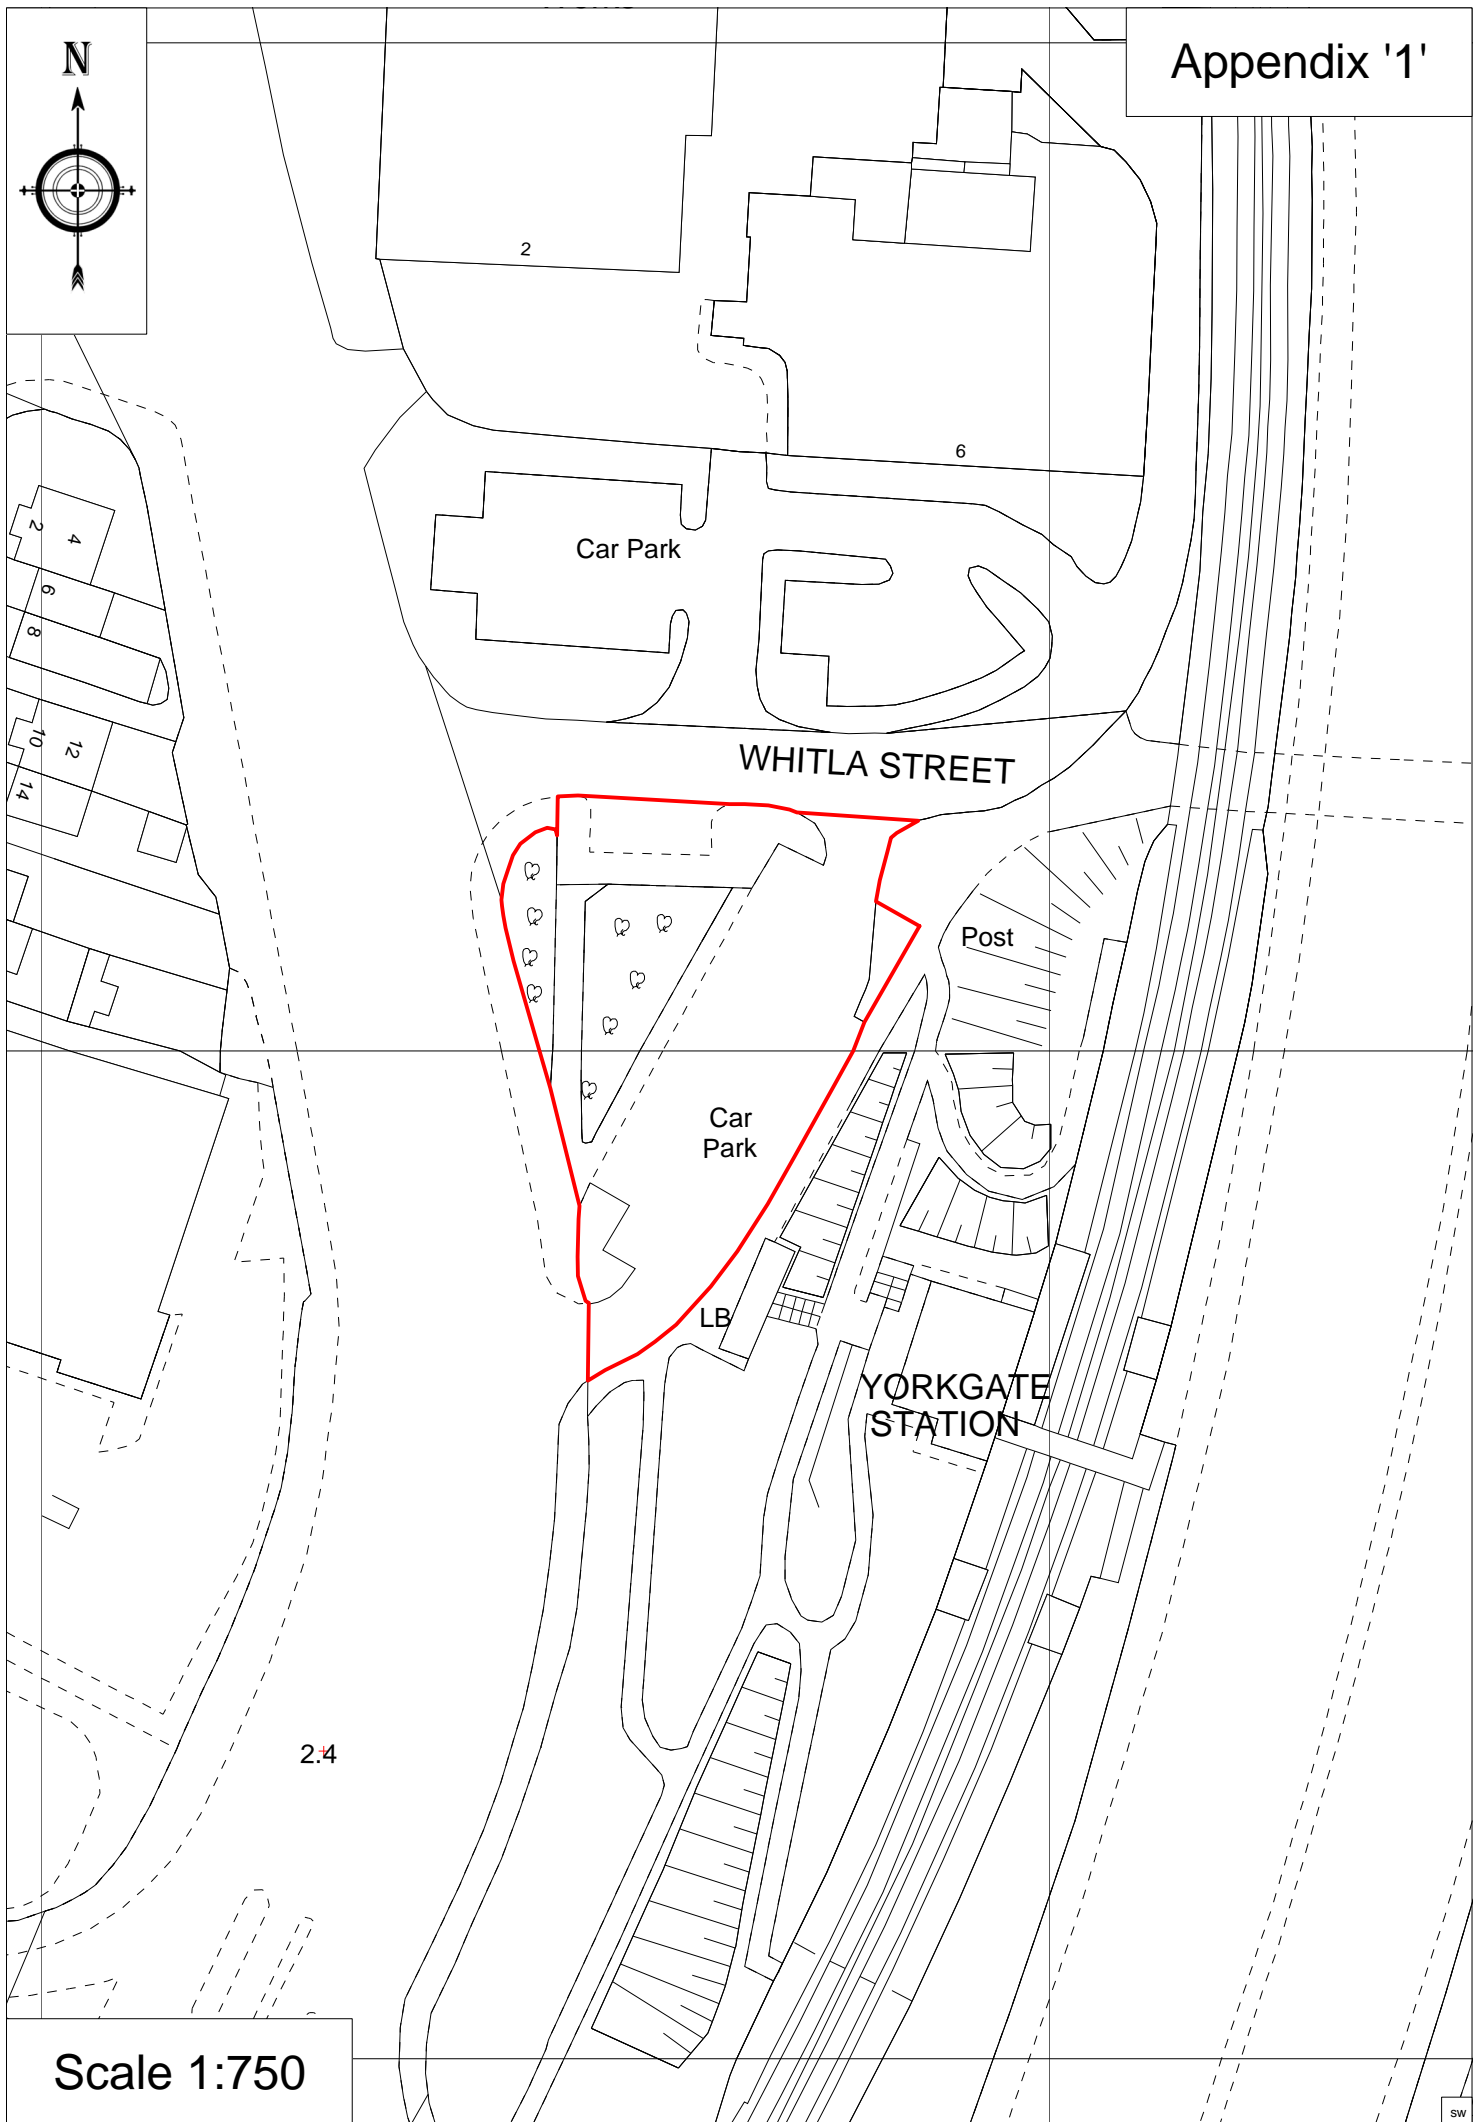 N
Appendix '1'
2
6
2
4
6
8
Car Park
10
12
14
WHITLA STREET
Post
Car
Park
LB
YORKGATE
STATION
2.4
Scale 1:750
SW